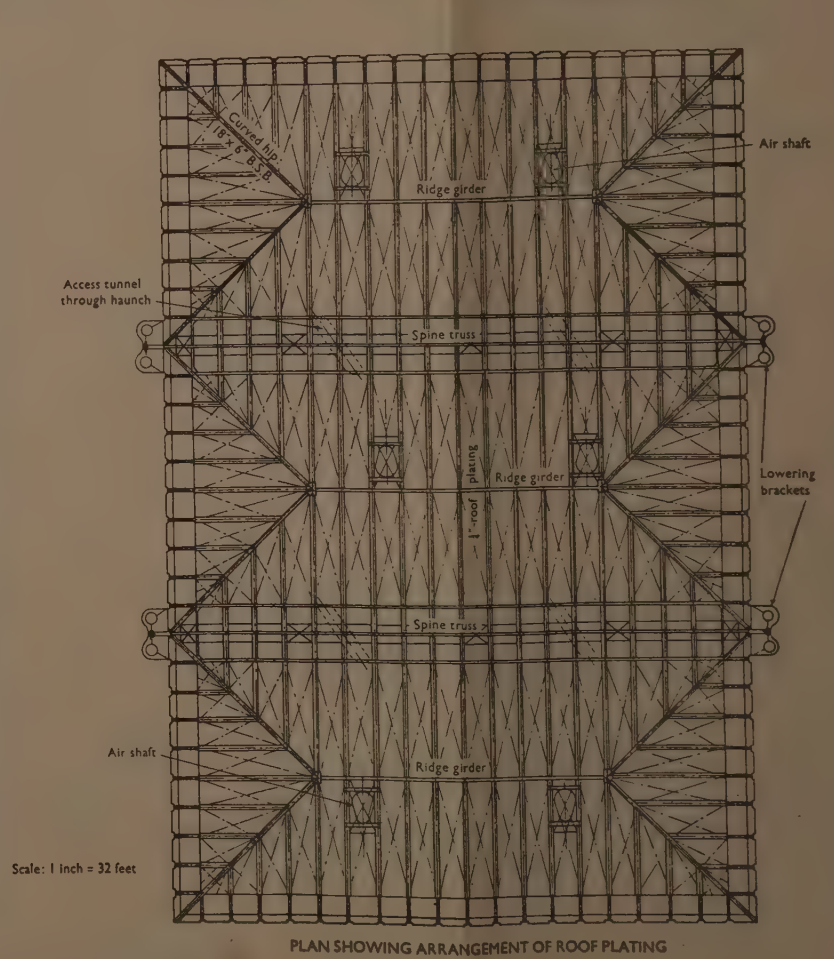 Curved hip:
18" × 6" B.S.B.
Air shaft
Ridge girder
Access tunnel
through haunch
Spine truss
Ridge girder
roof plating
Lowering
brackets
Spine truss
Air shaft
Ridge girder
Scale: 1 inch = 32 feet
PLAN SHOWING ARRANGEMENT OF ROOF PLATING